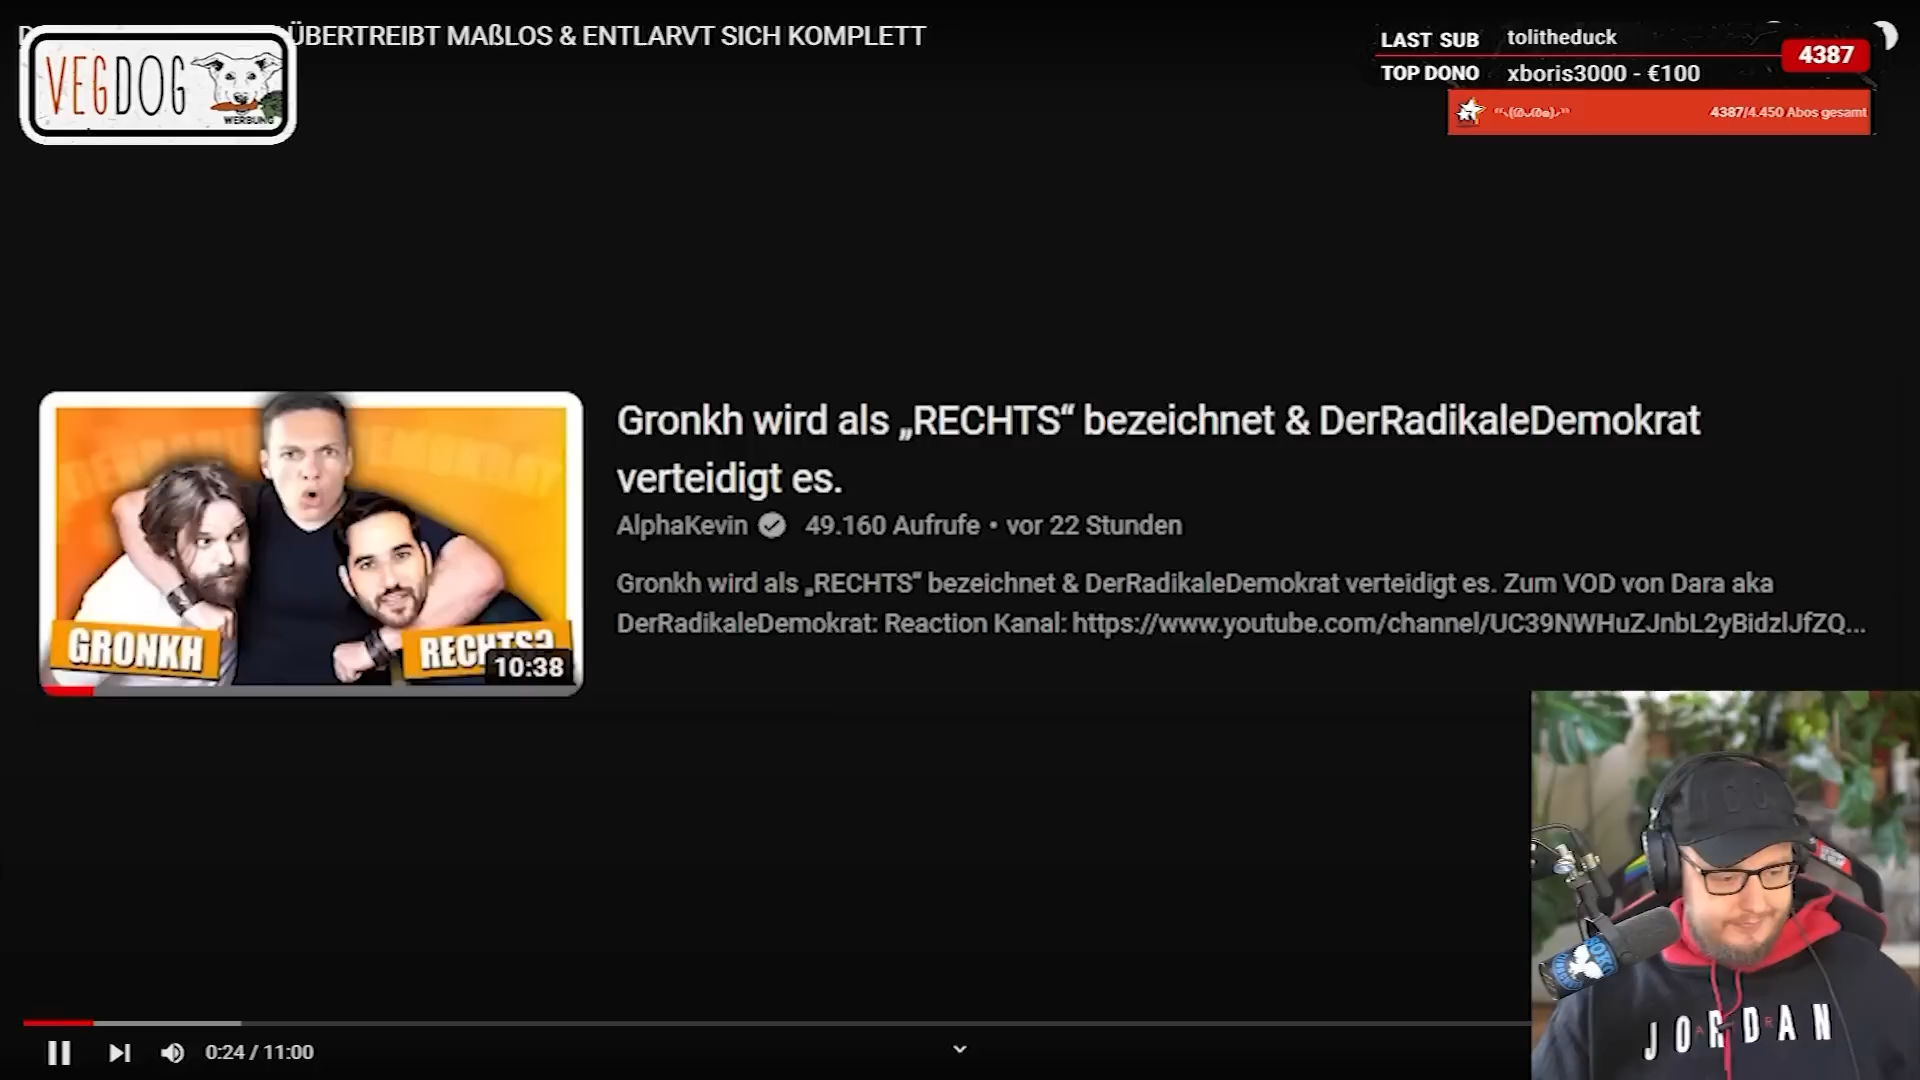 ÜBERTREIBT MAßLOS & ENTLARVT SICH KOMPLETT
VEGDOG
WERBUNG
LAST SUB tolitheduck
TOP DONO xboris3000 - €100
4387
4387/4.450 Abos gesamt
Gronkh wird als „RECHTS“ bezeichnet & DerRadikaleDemokrat
verteidigt es.
AlphaKevin 49.160 Aufrufe • vor 22 Stunden
Gronkh wird als „RECHTS“ bezeichnet & DerRadikaleDemokrat verteidigt es. Zum VOD von Dara aka
DerRadikaleDemokrat: Reaction Kanal: https://www.youtube.com/channel/UC39NWHuZJnbL2yBidzlJfZQ...
GRONKH
RECHTS?
10:38
JORDAN
0:24 / 11:00